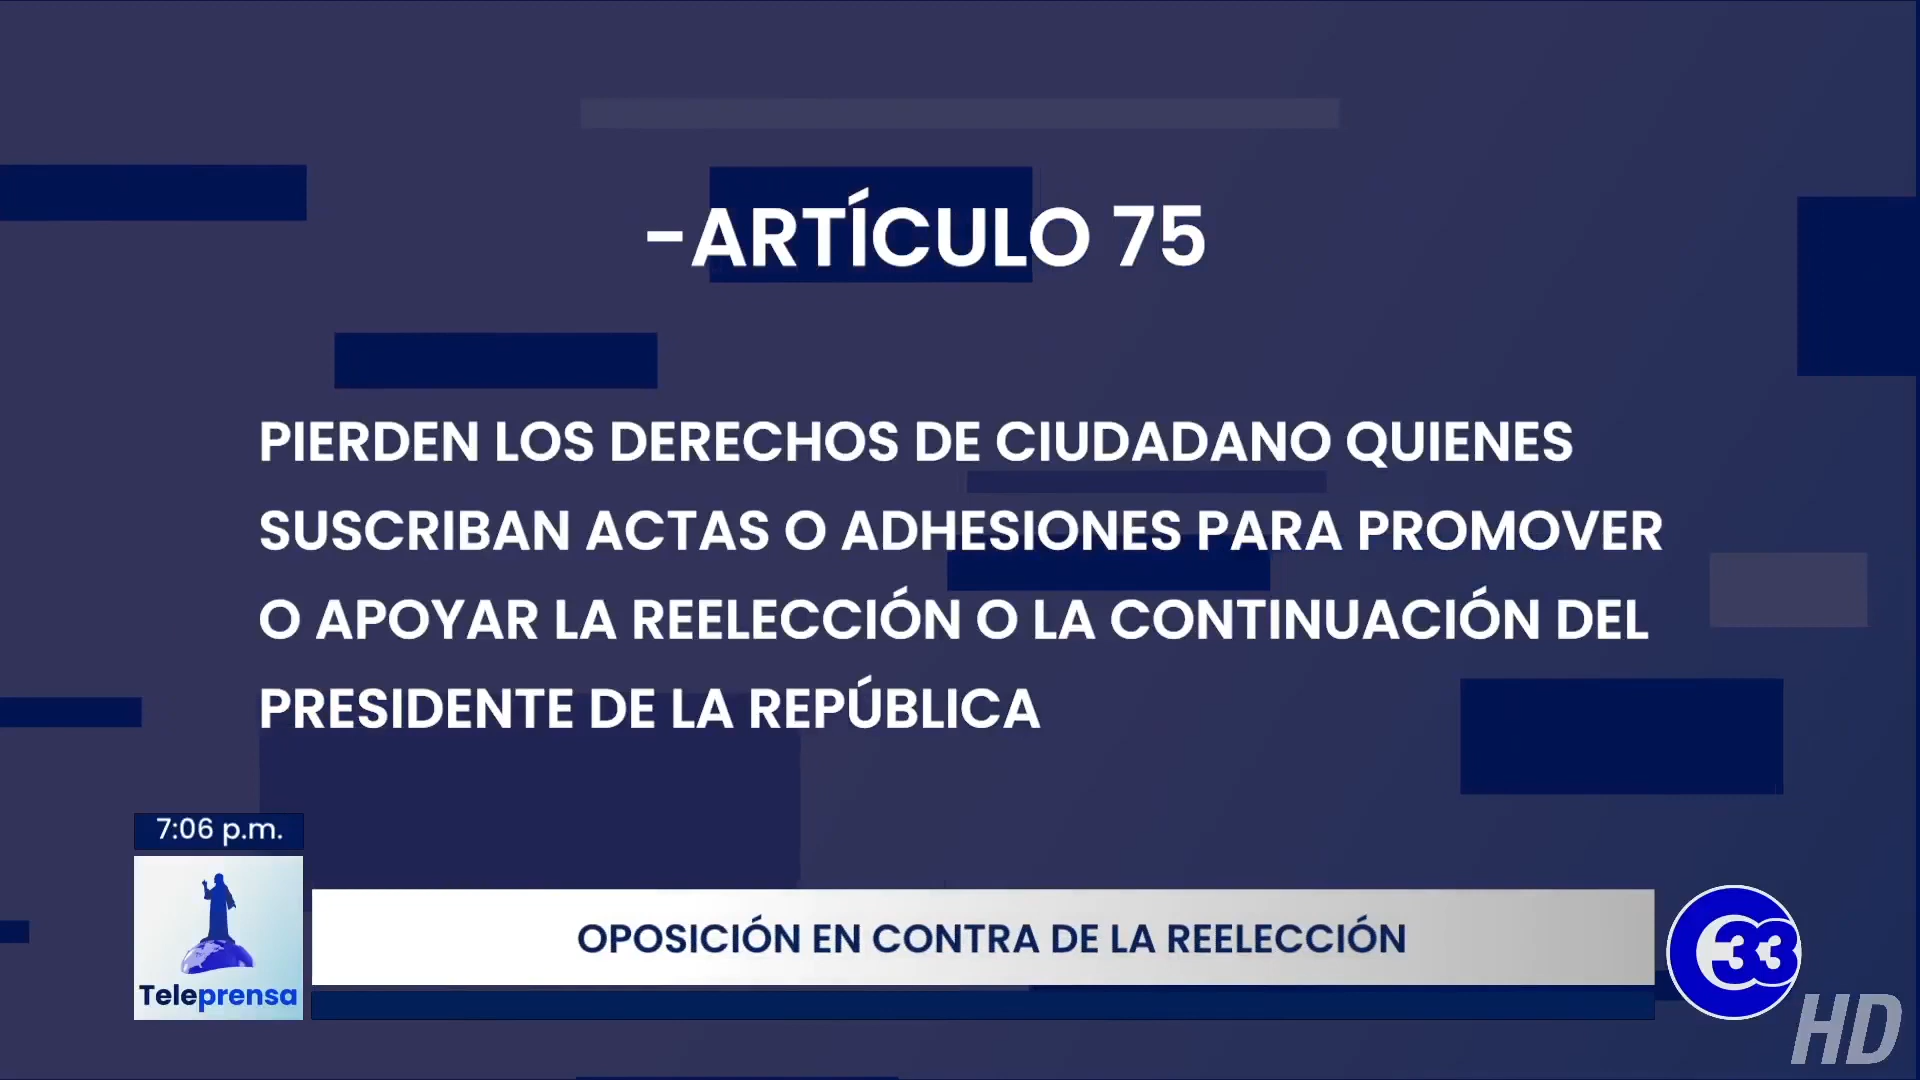 -ARTÍCULO 75
PIERDEN LOS DERECHOS DE CIUDADANO QUIENES
SUSCRIBAN ACTAS O ADHESIONES PARA PROMOVER
O APOYAR LA REELECCIÓN O LA CONTINUACIÓN DEL
PRESIDENTE DE LA REPÚBLICA
7:06 p.m.
Teleprensa
OPOSICIÓN EN CONTRA DE LA REELECCIÓN
33
HD